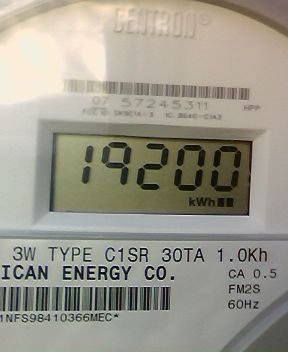 CENTRON®
07 57245311 HPP
19200
kWh
3W TYPE C1SR 30TA 1.0Kh
ICAN ENERGY CO. CA 0.5
FM2S
60Hz
1NFS98410366MEC*